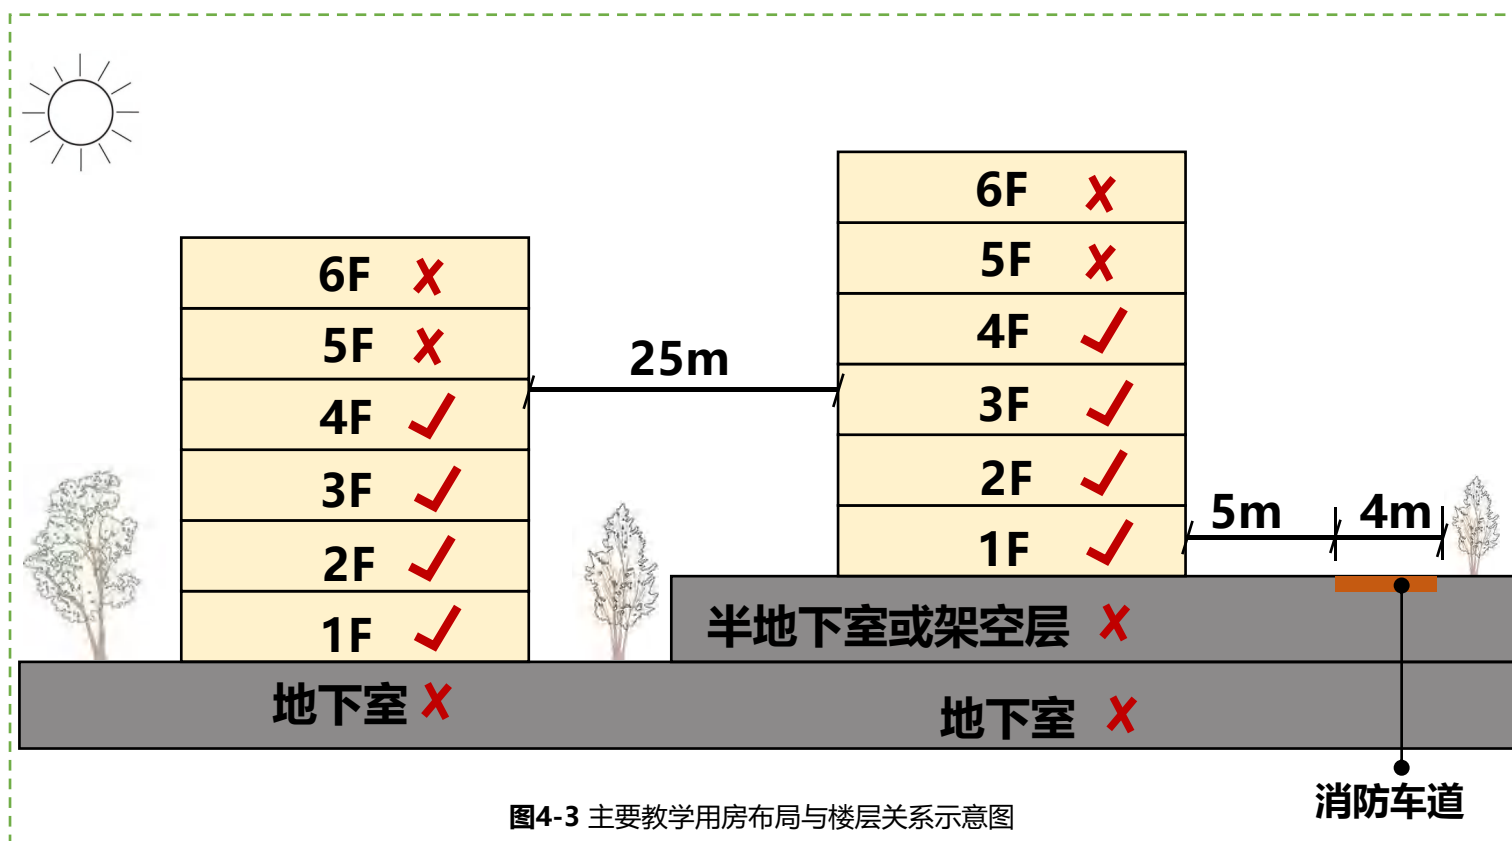 6F ✗
5F ✗
4F ✓
3F ✓
2F ✓
1F ✓
地下室 ✗
25m
6F ✗
5F ✗
4F ✓
3F ✓
2F ✓
1F ✓
半地下室或架空层 ✗
地下室 ✗
5m
4m
消防车道
图4-3 主要教学用房布局与楼层关系示意图